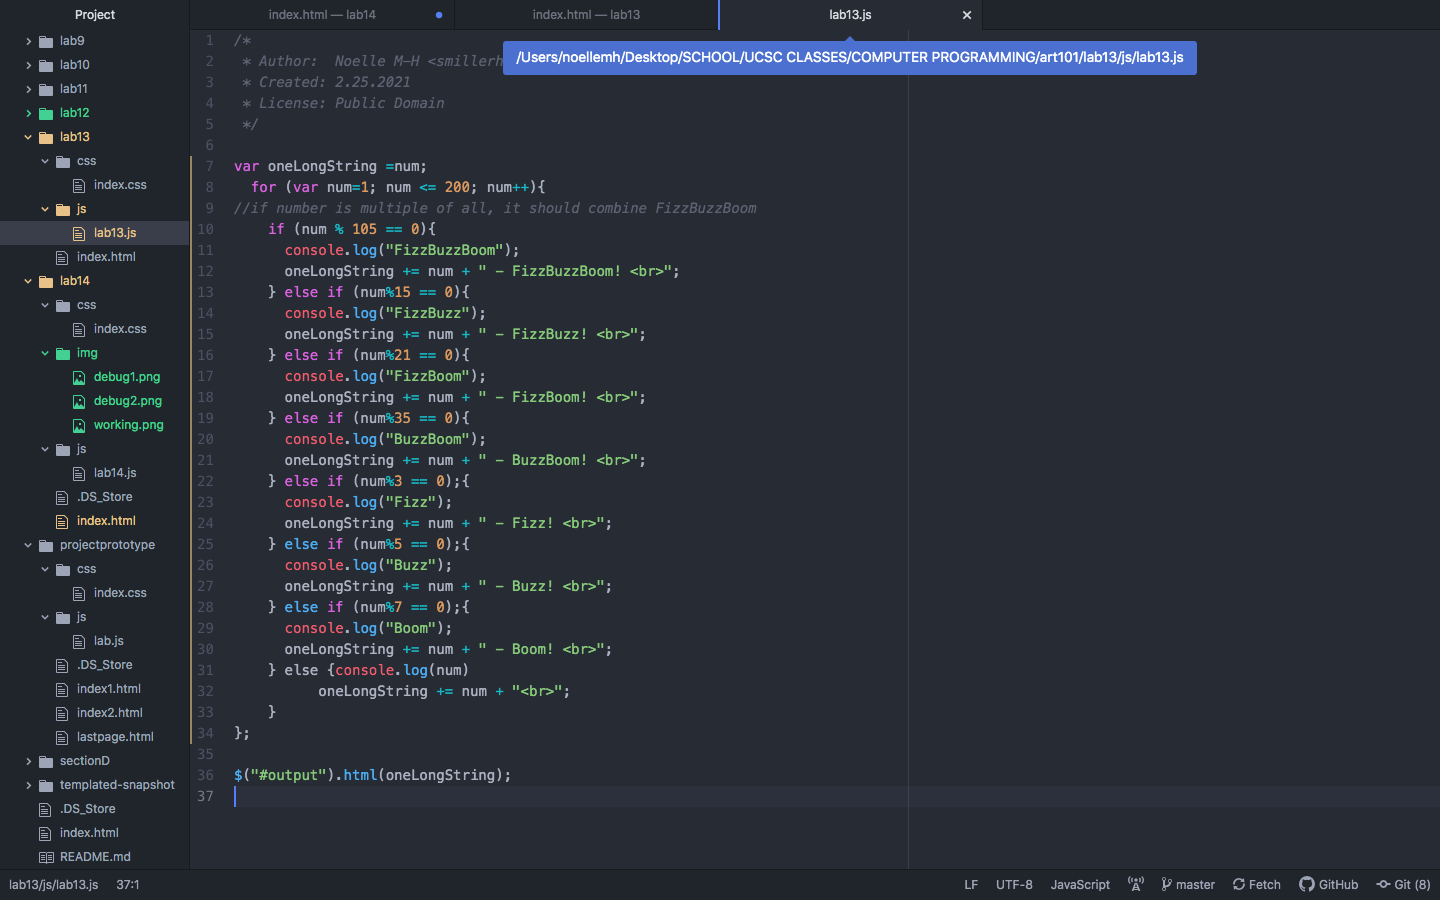 Project
index.html — lab14
index.html — lab13
lab13.js
/Users/noellemh/Desktop/SCHOOL/UCSC CLASSES/COMPUTER PROGRAMMING/art101/lab13/js/lab13.js
lab9
lab10
lab11
lab12
lab13
css
index.css
js
lab13.js
index.html
lab14
css
index.css
img
debug1.png
debug2.png
working.png
js
lab14.js
.DS_Store
index.html
projectprototype
css
index.css
js
lab.js
.DS_Store
index1.html
index2.html
lastpage.html
sectionD
templated-snapshot
.DS_Store
index.html
README.md
1 /*
2 * Author:  Noelle M-H <smillerh
3 * Created: 2.25.2021
4 * License: Public Domain
5 */
6
7 var oneLongString =num;
8 for (var num=1; num <= 200; num++){
9 //if number is multiple of all, it should combine FizzBuzzBoom
10 if (num % 105 == 0){
11 console.log("FizzBuzzBoom");
12 oneLongString += num + " - FizzBuzzBoom! <br>";
13 } else if (num%15 == 0){
14 console.log("FizzBuzz");
15 oneLongString += num + " - FizzBuzz! <br>";
16 } else if (num%21 == 0){
17 console.log("FizzBoom");
18 oneLongString += num + " - FizzBoom! <br>";
19 } else if (num%35 == 0){
20 console.log("BuzzBoom");
21 oneLongString += num + " - BuzzBoom! <br>";
22 } else if (num%3 == 0);{
23 console.log("Fizz");
24 oneLongString += num + " - Fizz! <br>";
25 } else if (num%5 == 0);{
26 console.log("Buzz");
27 oneLongString += num + " - Buzz! <br>";
28 } else if (num%7 == 0);{
29 console.log("Boom");
30 oneLongString += num + " - Boom! <br>";
31 } else {console.log(num)
32 oneLongString += num + "<br>";
33 }
34 };
35
36 $("#output").html(oneLongString);
37
lab13/js/lab13.js 37:1 LF UTF-8 JavaScript master Fetch GitHub Git (8)